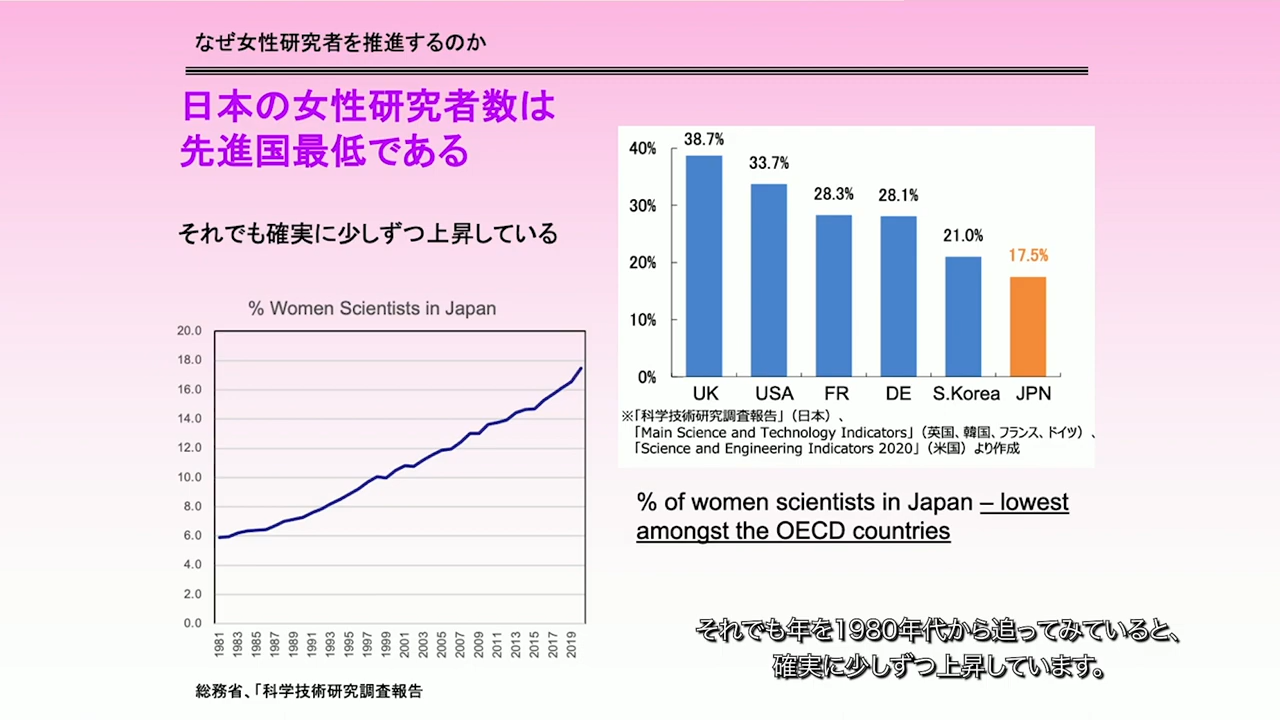 なぜ女性研究者を推進するのか
日本の女性研究者数は
先進国最低である
それでも確実に少しずつ上昇している
% Women Scientists in Japan
20.0
18.0
16.0
14.0
12.0
10.0
8.0
6.0
4.0
2.0
0.0
1981 1983 1985 1987 1989 1991 1993 1995 1997 1999 2001 2003 2005 2007 2009 2011 2013 2015 2017 2019
総務省、「科学技術研究調査報告
40%
30%
20%
10%
0%
38.7%
33.7%
28.3%
28.1%
21.0%
17.5%
UK USA FR DE S.Korea JPN
※「科学技術研究調査報告」（日本）、
「Main Science and Technology Indicators」（英国、韓国、フランス、ドイツ）、
「Science and Engineering Indicators 2020」（米国）より作成
% of women scientists in Japan – lowest
amongst the OECD countries
それでも年を1980年代から追ってみていると、
確実に少しずつ上昇しています。